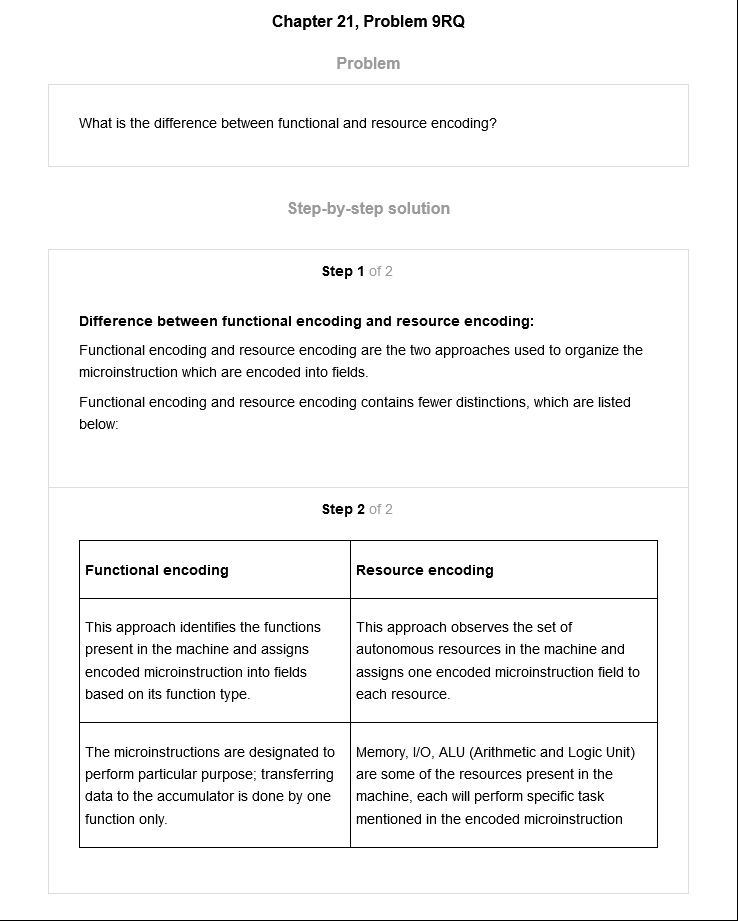 Chapter 21, Problem 9RQ
Problem
What is the difference between functional and resource encoding?
Step-by-step solution
Step 1 of 2
Difference between functional encoding and resource encoding:
Functional encoding and resource encoding are the two approaches used to organize the
microinstruction which are encoded into fields.
Functional encoding and resource encoding contains fewer distinctions, which are listed
below:
Step 2 of 2
Functional encoding
Resource encoding
This approach identifies the functions
present in the machine and assigns
encoded microinstruction into fields
based on its function type.
This approach observes the set of
autonomous resources in the machine and
assigns one encoded microinstruction field to
each resource.
The microinstructions are designated to
perform particular purpose; transferring
data to the accumulator is done by one
function only.
Memory, I/O, ALU (Arithmetic and Logic Unit)
are some of the resources present in the
machine, each will perform specific task
mentioned in the encoded microinstruction